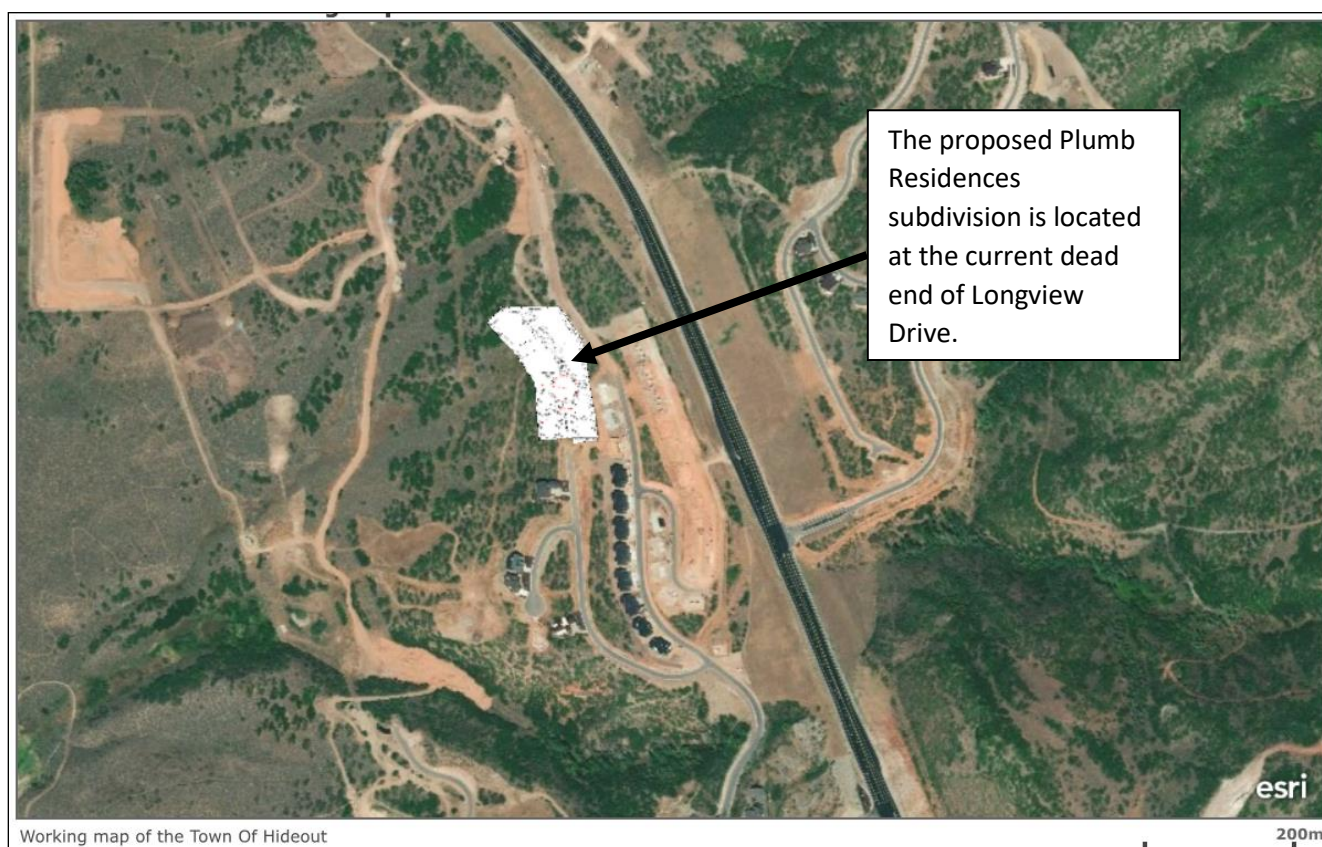 The proposed Plumb
Residences
subdivision is located
at the current dead
end of Longview
Drive.
esri
Working map of the Town Of Hideout
200m